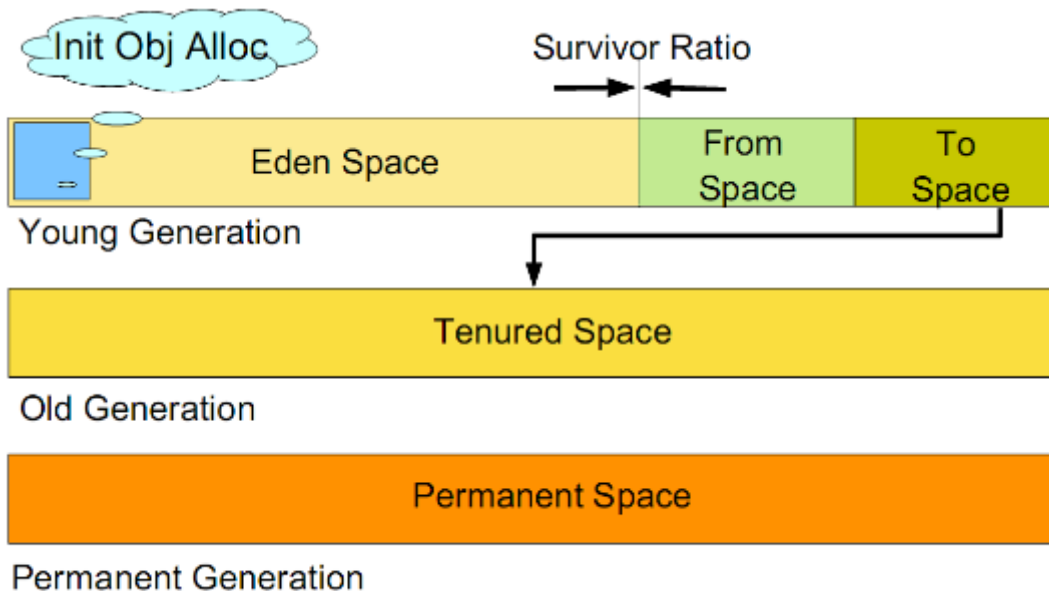 Init Obj Alloc
Survivor Ratio
Eden Space
From
Space
To
Space
Young Generation
Tenured Space
Old Generation
Permanent Space
Permanent Generation